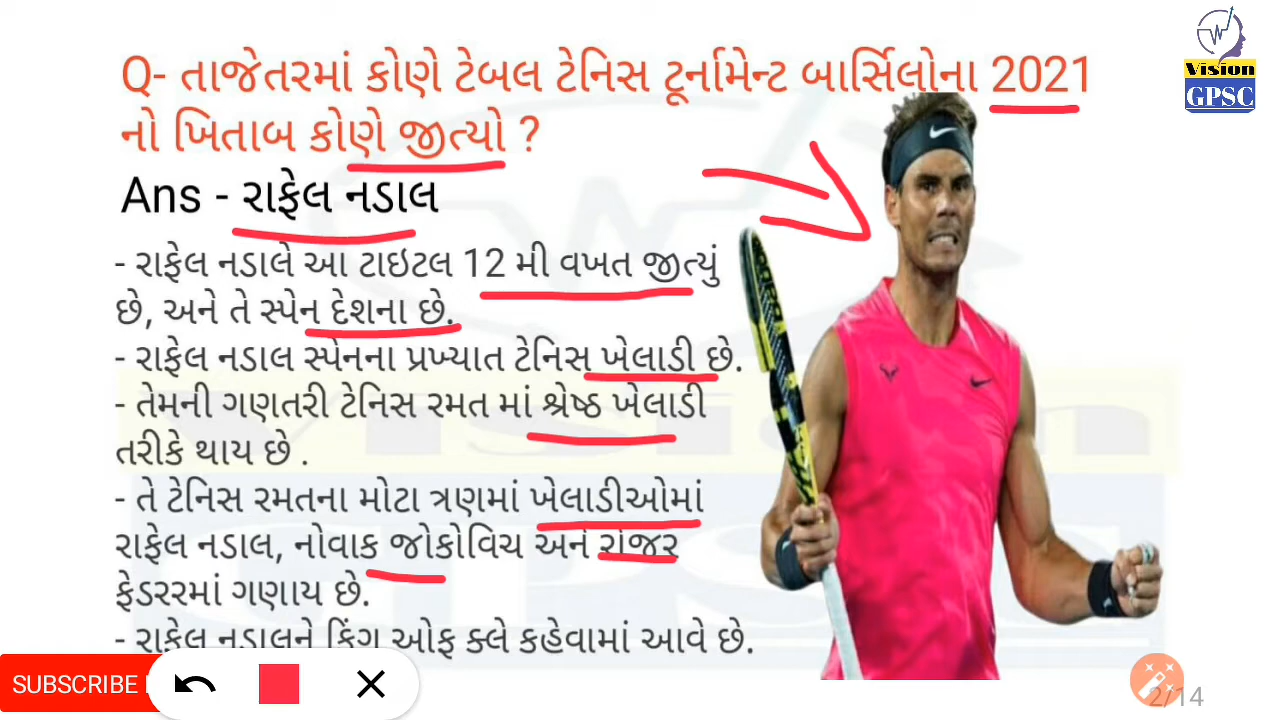 Q- તાજેતરમાં કોણે ટેબલ ટેનિસ ટૂર્નામેન્ટ બાર્સિલોના 2021
નો ખિતાબ કોણે જીત્યો ?
Ans - રાફેલ નડાલ
- રાફેલ નડાલે આ ટાઇટલ 12 મી વખત જીત્યું
છે, અને તે સ્પેન દેશના છે.
- રાફેલ નડાલ સ્પેનના પ્રખ્યાત ટેનિસ ખેલાડી છે.
- તેમની ગણતરી ટેનિસ રમત માં શ્રેષ્ઠ ખેલાડી
તરીકે થાય છે .
- તે ટેનિસ રમતના મોટા ત્રણમાં ખેલાડીઓમાં
રાફેલ નડાલ, નોવાક જોકોવિચ અને રોજર
ફેડરરમાં ગણાય છે.
- રાફેલ નડાલને કિંગ ઓફ ક્લે કહેવામાં આવે છે.
Vision
GPSC
SUBSCRIBE
2/14